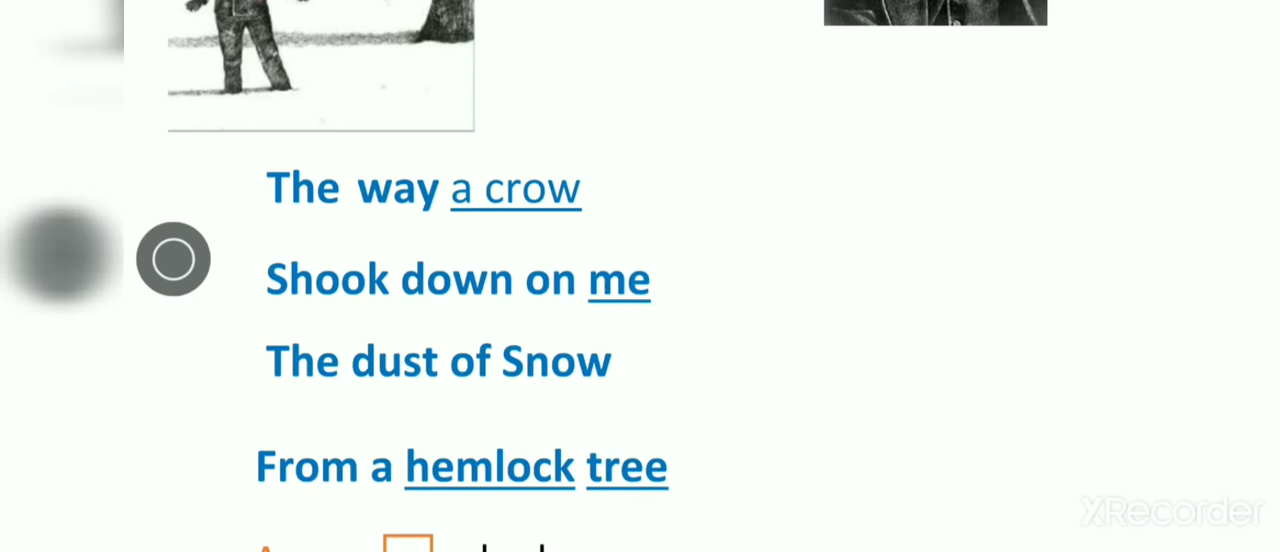 The way a crow
Shook down on me
The dust of Snow
From a hemlock tree
XRecorder